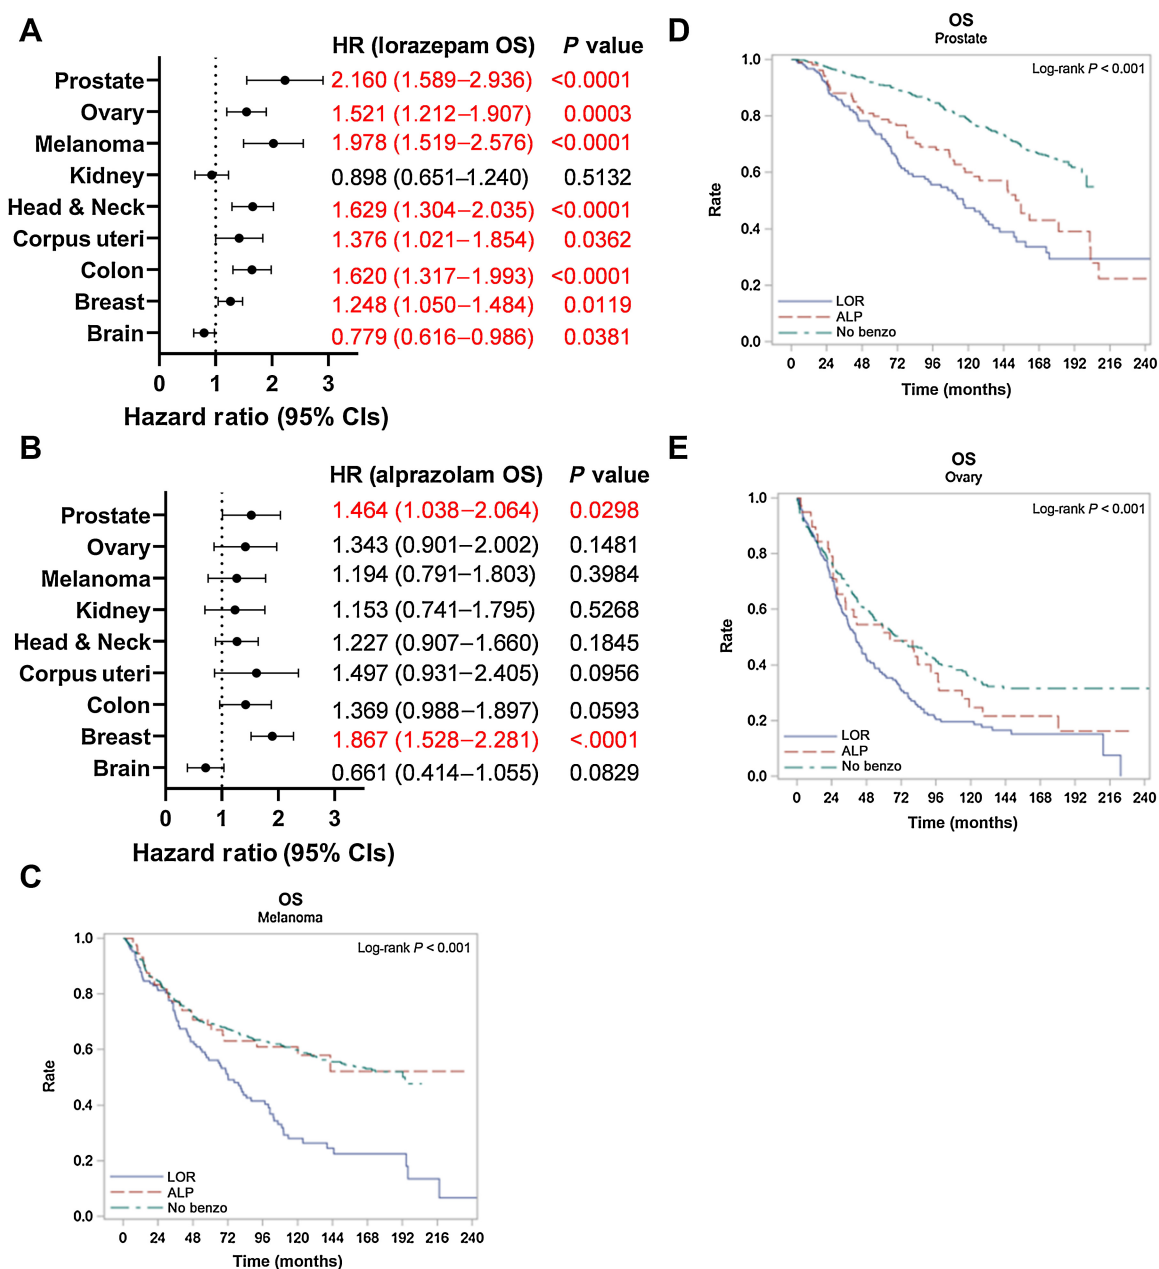 A
HR (lorazepam OS) P value
Prostate 2.160 (1.589–2.936) <0.0001
Ovary 1.521 (1.212–1.907) 0.0003
Melanoma 1.978 (1.519–2.576) <0.0001
Kidney 0.898 (0.651–1.240) 0.5132
Head & Neck 1.629 (1.304–2.035) <0.0001
Corpus uteri 1.376 (1.021–1.854) 0.0362
Colon 1.620 (1.317–1.993) <0.0001
Breast 1.248 (1.050–1.484) 0.0119
Brain 0.779 (0.616–0.986) 0.0381
0 1 2 3
Hazard ratio (95% CIs)
B
HR (alprazolam OS) P value
Prostate 1.464 (1.038–2.064) 0.0298
Ovary 1.343 (0.901–2.002) 0.1481
Melanoma 1.194 (0.791–1.803) 0.3984
Kidney 1.153 (0.741–1.795) 0.5268
Head & Neck 1.227 (0.907–1.660) 0.1845
Corpus uteri 1.497 (0.931–2.405) 0.0956
Colon 1.369 (0.988–1.897) 0.0593
Breast 1.867 (1.528–2.281) <.0001
Brain 0.661 (0.414–1.055) 0.0829
0 1 2 3
Hazard ratio (95% CIs)
C
OS
Melanoma
Log-rank P < 0.001
Rate
1.0
0.8
0.6
0.4
0.2
0.0
LOR
ALP
No benzo
0 24 48 72 96 120 144 168 192 216 240
Time (months)
D
OS
Prostate
Log-rank P < 0.001
Rate
1.0
0.8
0.6
0.4
0.2
0.0
LOR
ALP
No benzo
0 24 48 72 96 120 144 168 192 216 240
Time (months)
E
OS
Ovary
Log-rank P < 0.001
Rate
1.0
0.8
0.6
0.4
0.2
0.0
LOR
ALP
No benzo
0 24 48 72 96 120 144 168 192 216 240
Time (months)